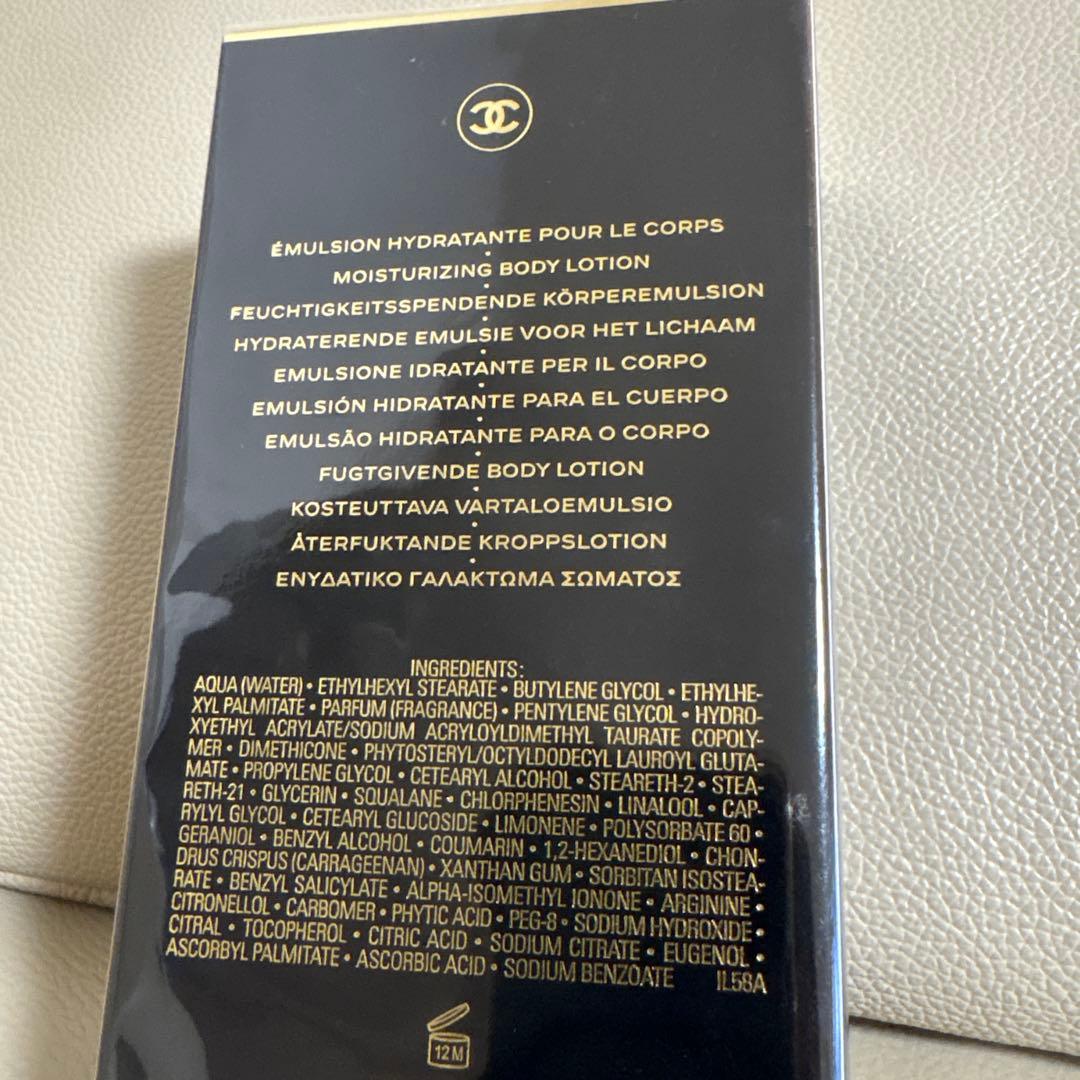 ÉMULSION HYDRATANTE POUR LE CORPS
•
MOISTURIZING BODY LOTION
•
FEUCHTIGKEITSSPENDENDE KÖRPEREMULSION
•
HYDRATERENDE EMULSIE VOOR HET LICHAAM
•
EMULSIONE IDRATANTE PER IL CORPO
•
EMULSIÓN HIDRATANTE PARA EL CUERPO
•
EMULSÃO HIDRATANTE PARA O CORPO
•
FUGTGIVENDE BODY LOTION
•
KOSTEUTTAVA VARTALOEMULSIO
•
ÅTERFUKTANDE KROPPSLOTION
•
ΕΝΥΔΑΤΙΚΟ ΓΑΛΑΚΤΩΜΑ ΣΩΜΑΤΟΣ
INGREDIENTS:
AQUA (WATER) • ETHYLHEXYL STEARATE • BUTYLENE GLYCOL • ETHYLHE-
XYL PALMITATE • PARFUM (FRAGRANCE) • PENTYLENE GLYCOL • HYDRO-
XYETHYL ACRYLATE/SODIUM ACRYLOYLDIMETHYL TAURATE COPOLY-
MER • DIMETHICONE • PHYTOSTERYL/OCTYLDODECYL LAUROYL GLUTA-
MATE • PROPYLENE GLYCOL • CETEARYL ALCOHOL • STEARETH-2 • STEA-
RETH-21 • GLYCERIN • SQUALANE • CHLORPHENESIN • LINALOOL • CAP-
RYLYL GLYCOL • CETEARYL GLUCOSIDE • LIMONENE • POLYSORBATE 60 •
GERANIOL • BENZYL ALCOHOL • COUMARIN • 1,2-HEXANEDIOL • CHON-
DRUS CRISPUS (CARRAGEENAN) • XANTHAN GUM • SORBITAN ISOSTEA-
RATE • BENZYL SALICYLATE • ALPHA-ISOMETHYL IONONE • ARGININE •
CITRONELLOL • CARBOMER • PHYTIC ACID • PEG-8 • SODIUM HYDROXIDE •
CITRAL • TOCOPHEROL • CITRIC ACID • SODIUM CITRATE • EUGENOL •
ASCORBYL PALMITATE • ASCORBIC ACID • SODIUM BENZOATE IL58A
12 M